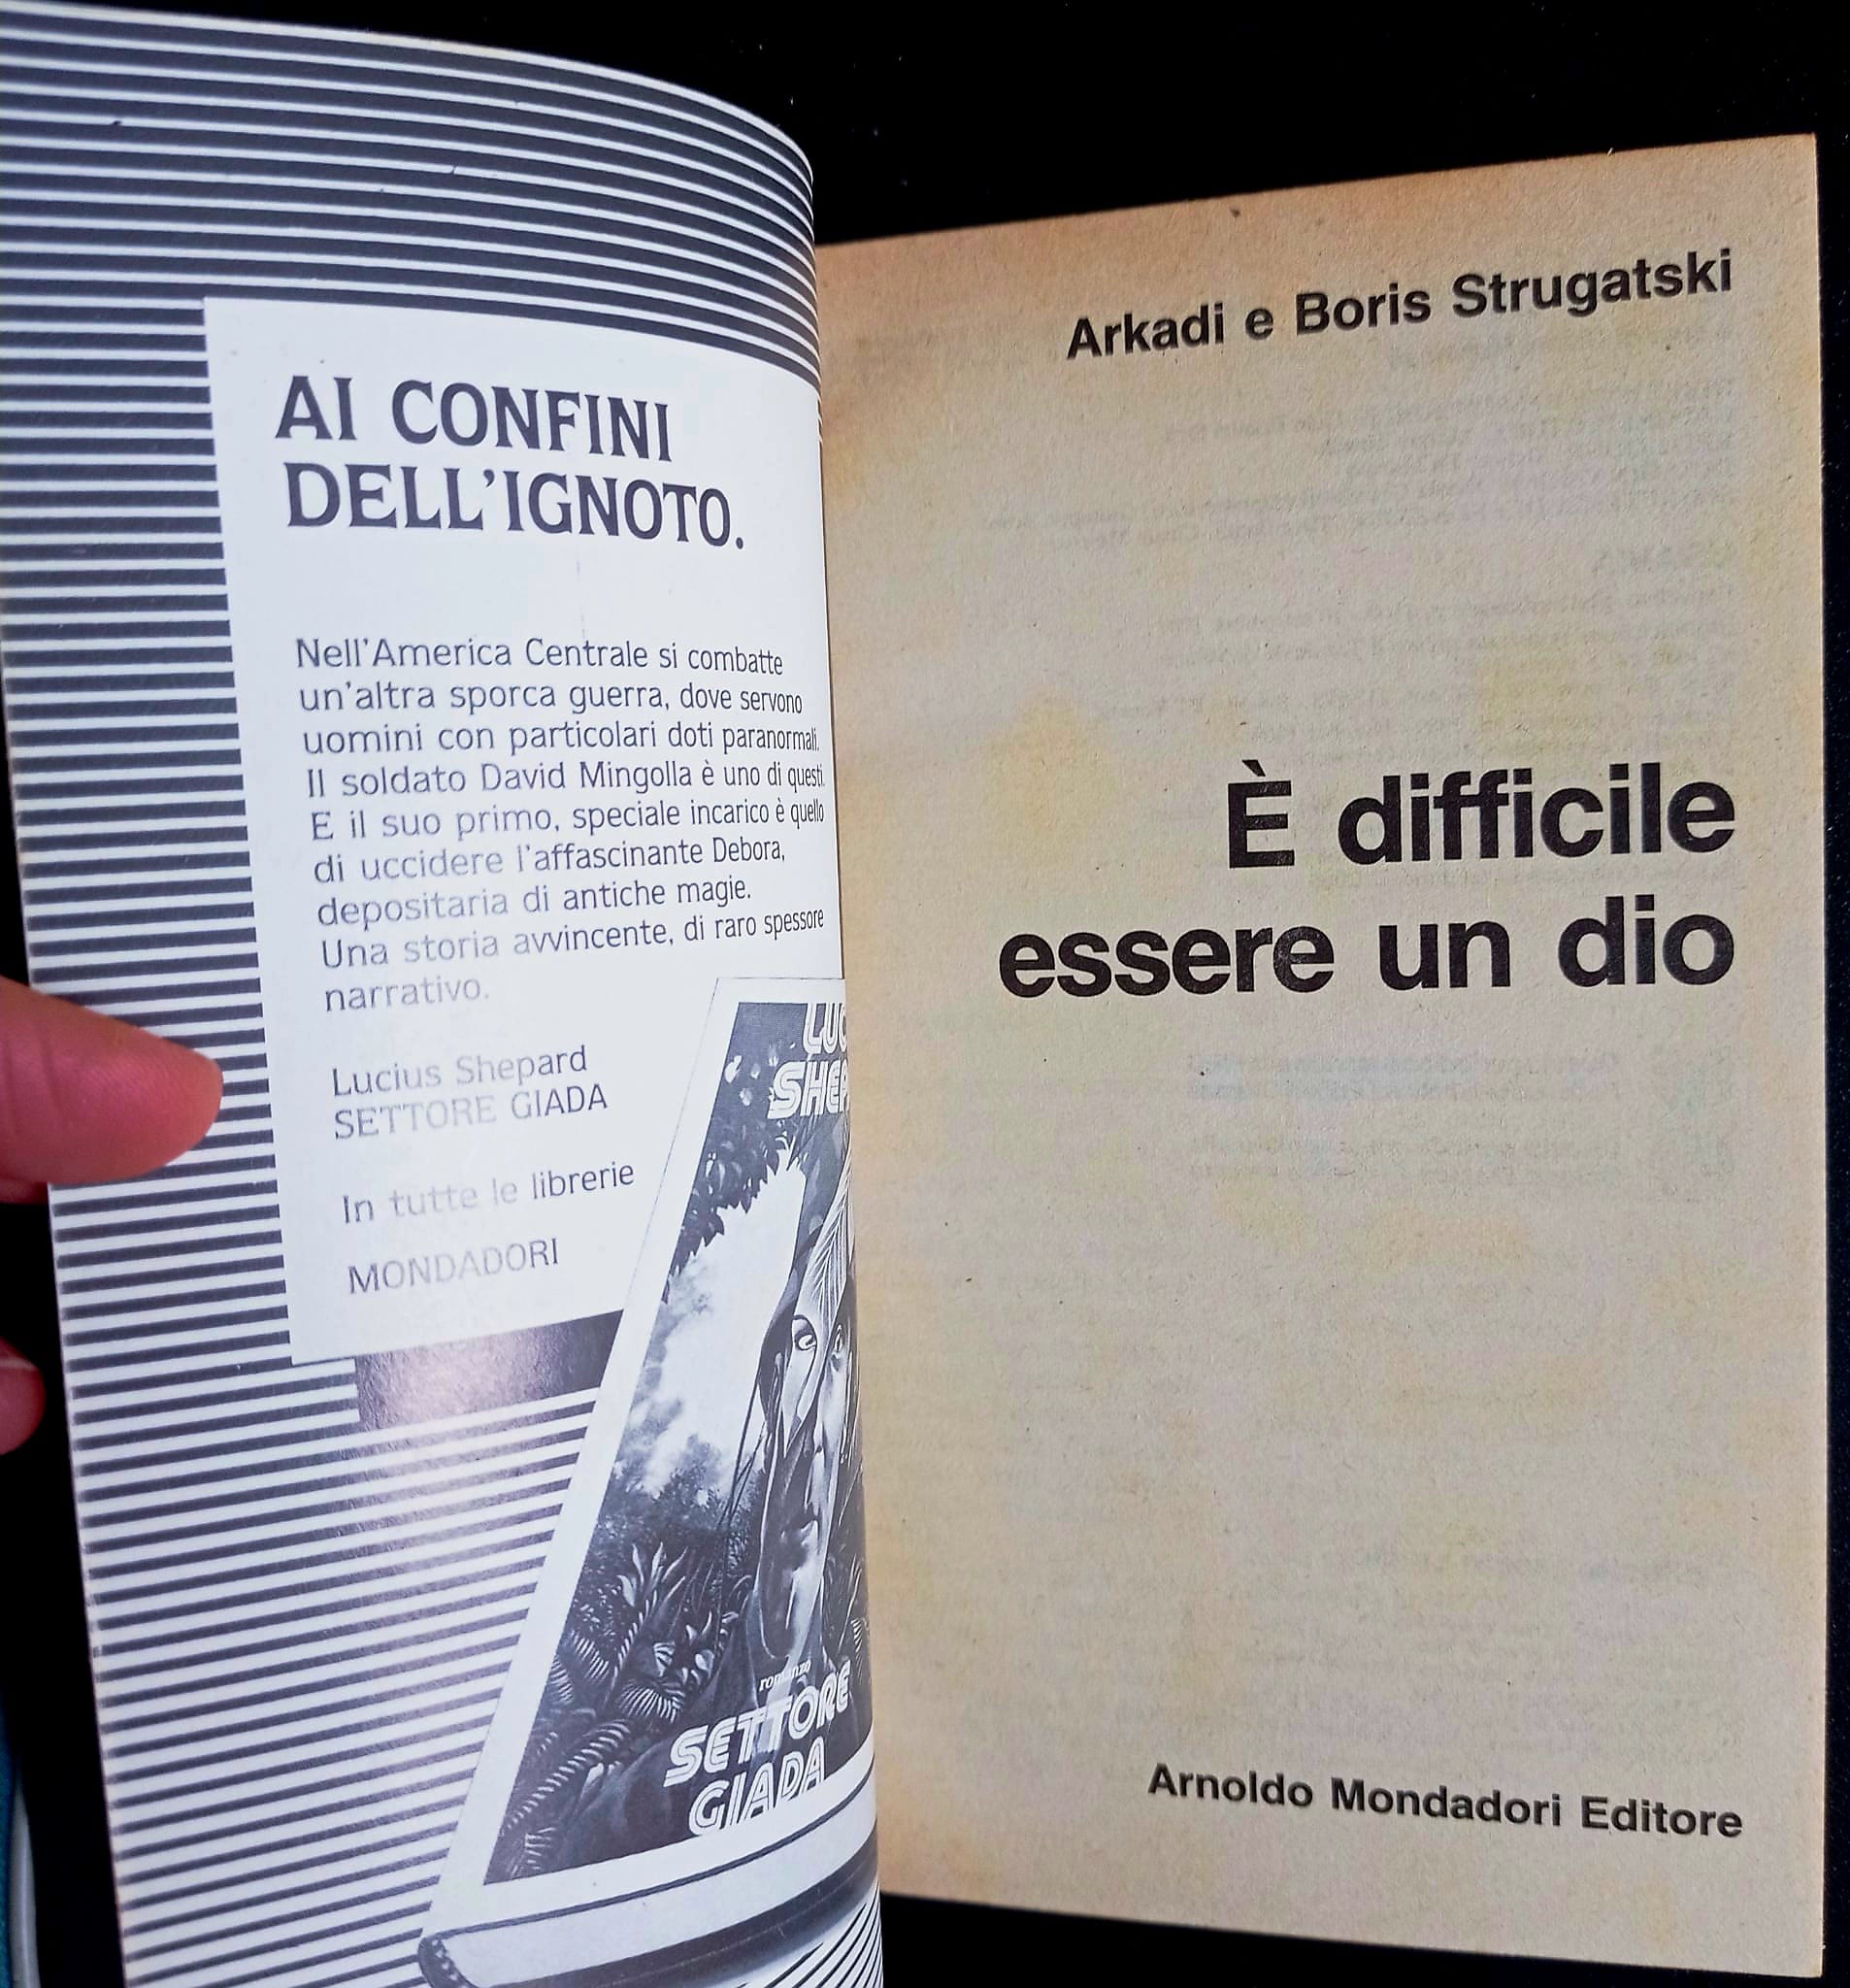 AI CONFINI
DELL'IGNOTO.
Nell'America Centrale si combatte
un'altra sporca guerra, dove servono
uomini con particolari doti paranormali.
Il soldato David Mingolla è uno di questi.
E il suo primo, speciale incarico è quello
di uccidere l'affascinante Debora,
depositaria di antiche magie.
Una storia avvincente, di raro spessore
narrativo.
Lucius Shepard
SETTORE GIADA
In tutte le librerie
MONDADORI
LUC
SHEP
romanzo
SETTORE
GIADA
Arkadi e Boris Strugatski
È difficile
essere un dio
Arnoldo Mondadori Editore